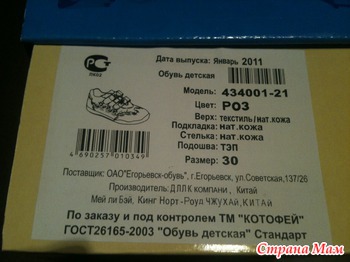 Дата выпуска: Январь 2011
Обувь детская
Модель: 434001-21
Цвет: РОЗ
Верх: текстиль/нат.кожа
Подкладка: нат.кожа
Стелька: нат.кожа
Подошва: ТЭП
Размер: 30
4 690257 010349
Поставщик: ОАО"Егорьевск-обувь", г.Егорьевск, ул.Советская,137/26
Производитель: ДЛЛК компани, Китай
Мей ли Бэй, Кинг Норт-Роуд ЧЖУХАЙ,КИТАЙ
По заказу и под контролем ТМ "КОТОФЕЙ"
ГОСТ26165-2003 "Обувь детская" Стандарт
Страна Мам